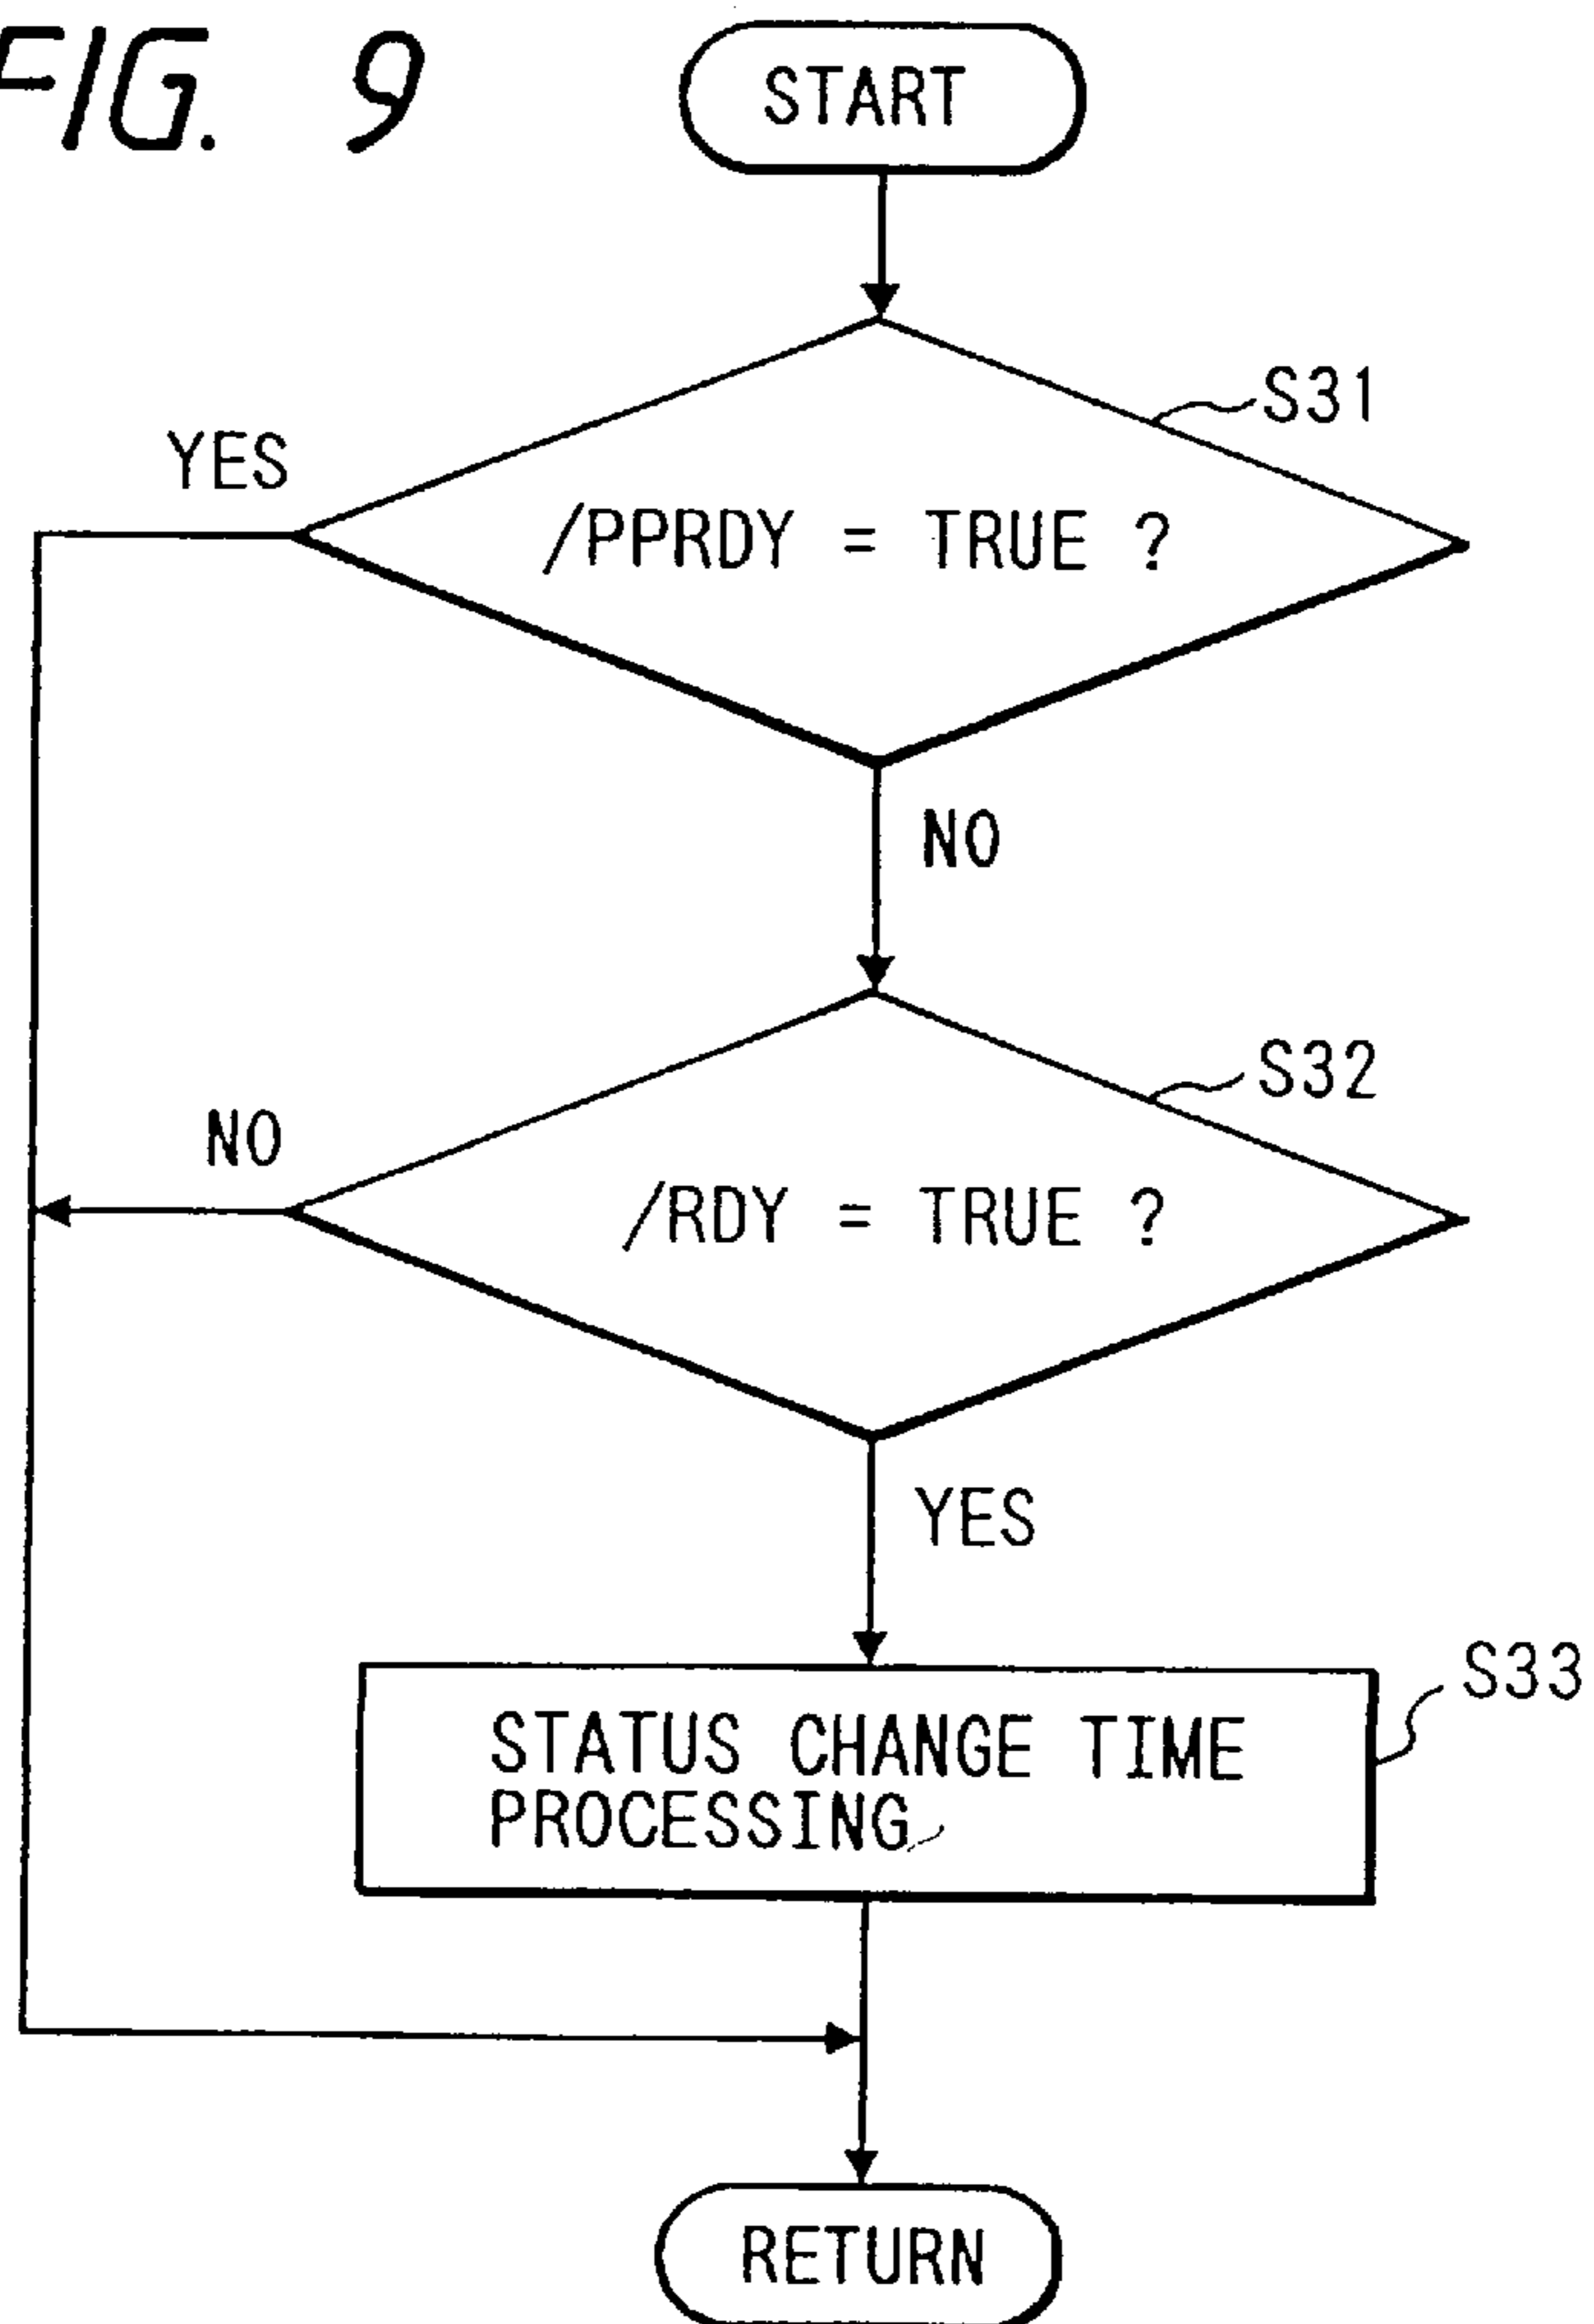 FIG. 9
START
S31
YES
/PPRDY = TRUE ?
NO
S32
NO
/RDY = TRUE ?
YES
S33
STATUS CHANGE TIME
PROCESSING
RETURN